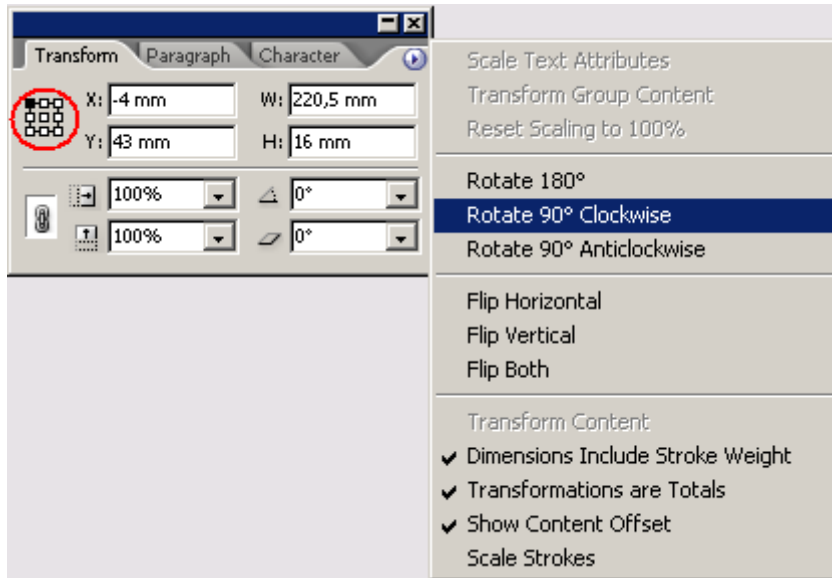 Transform Paragraph Character
X: -4 mm W: 220,5 mm
Y: 43 mm H: 16 mm
100% 0°
100% 0°
Scale Text Attributes
Transform Group Content
Reset Scaling to 100%
Rotate 180°
Rotate 90° Clockwise
Rotate 90° Anticlockwise
Flip Horizontal
Flip Vertical
Flip Both
Transform Content
Dimensions Include Stroke Weight
Transformations are Totals
Show Content Offset
Scale Strokes